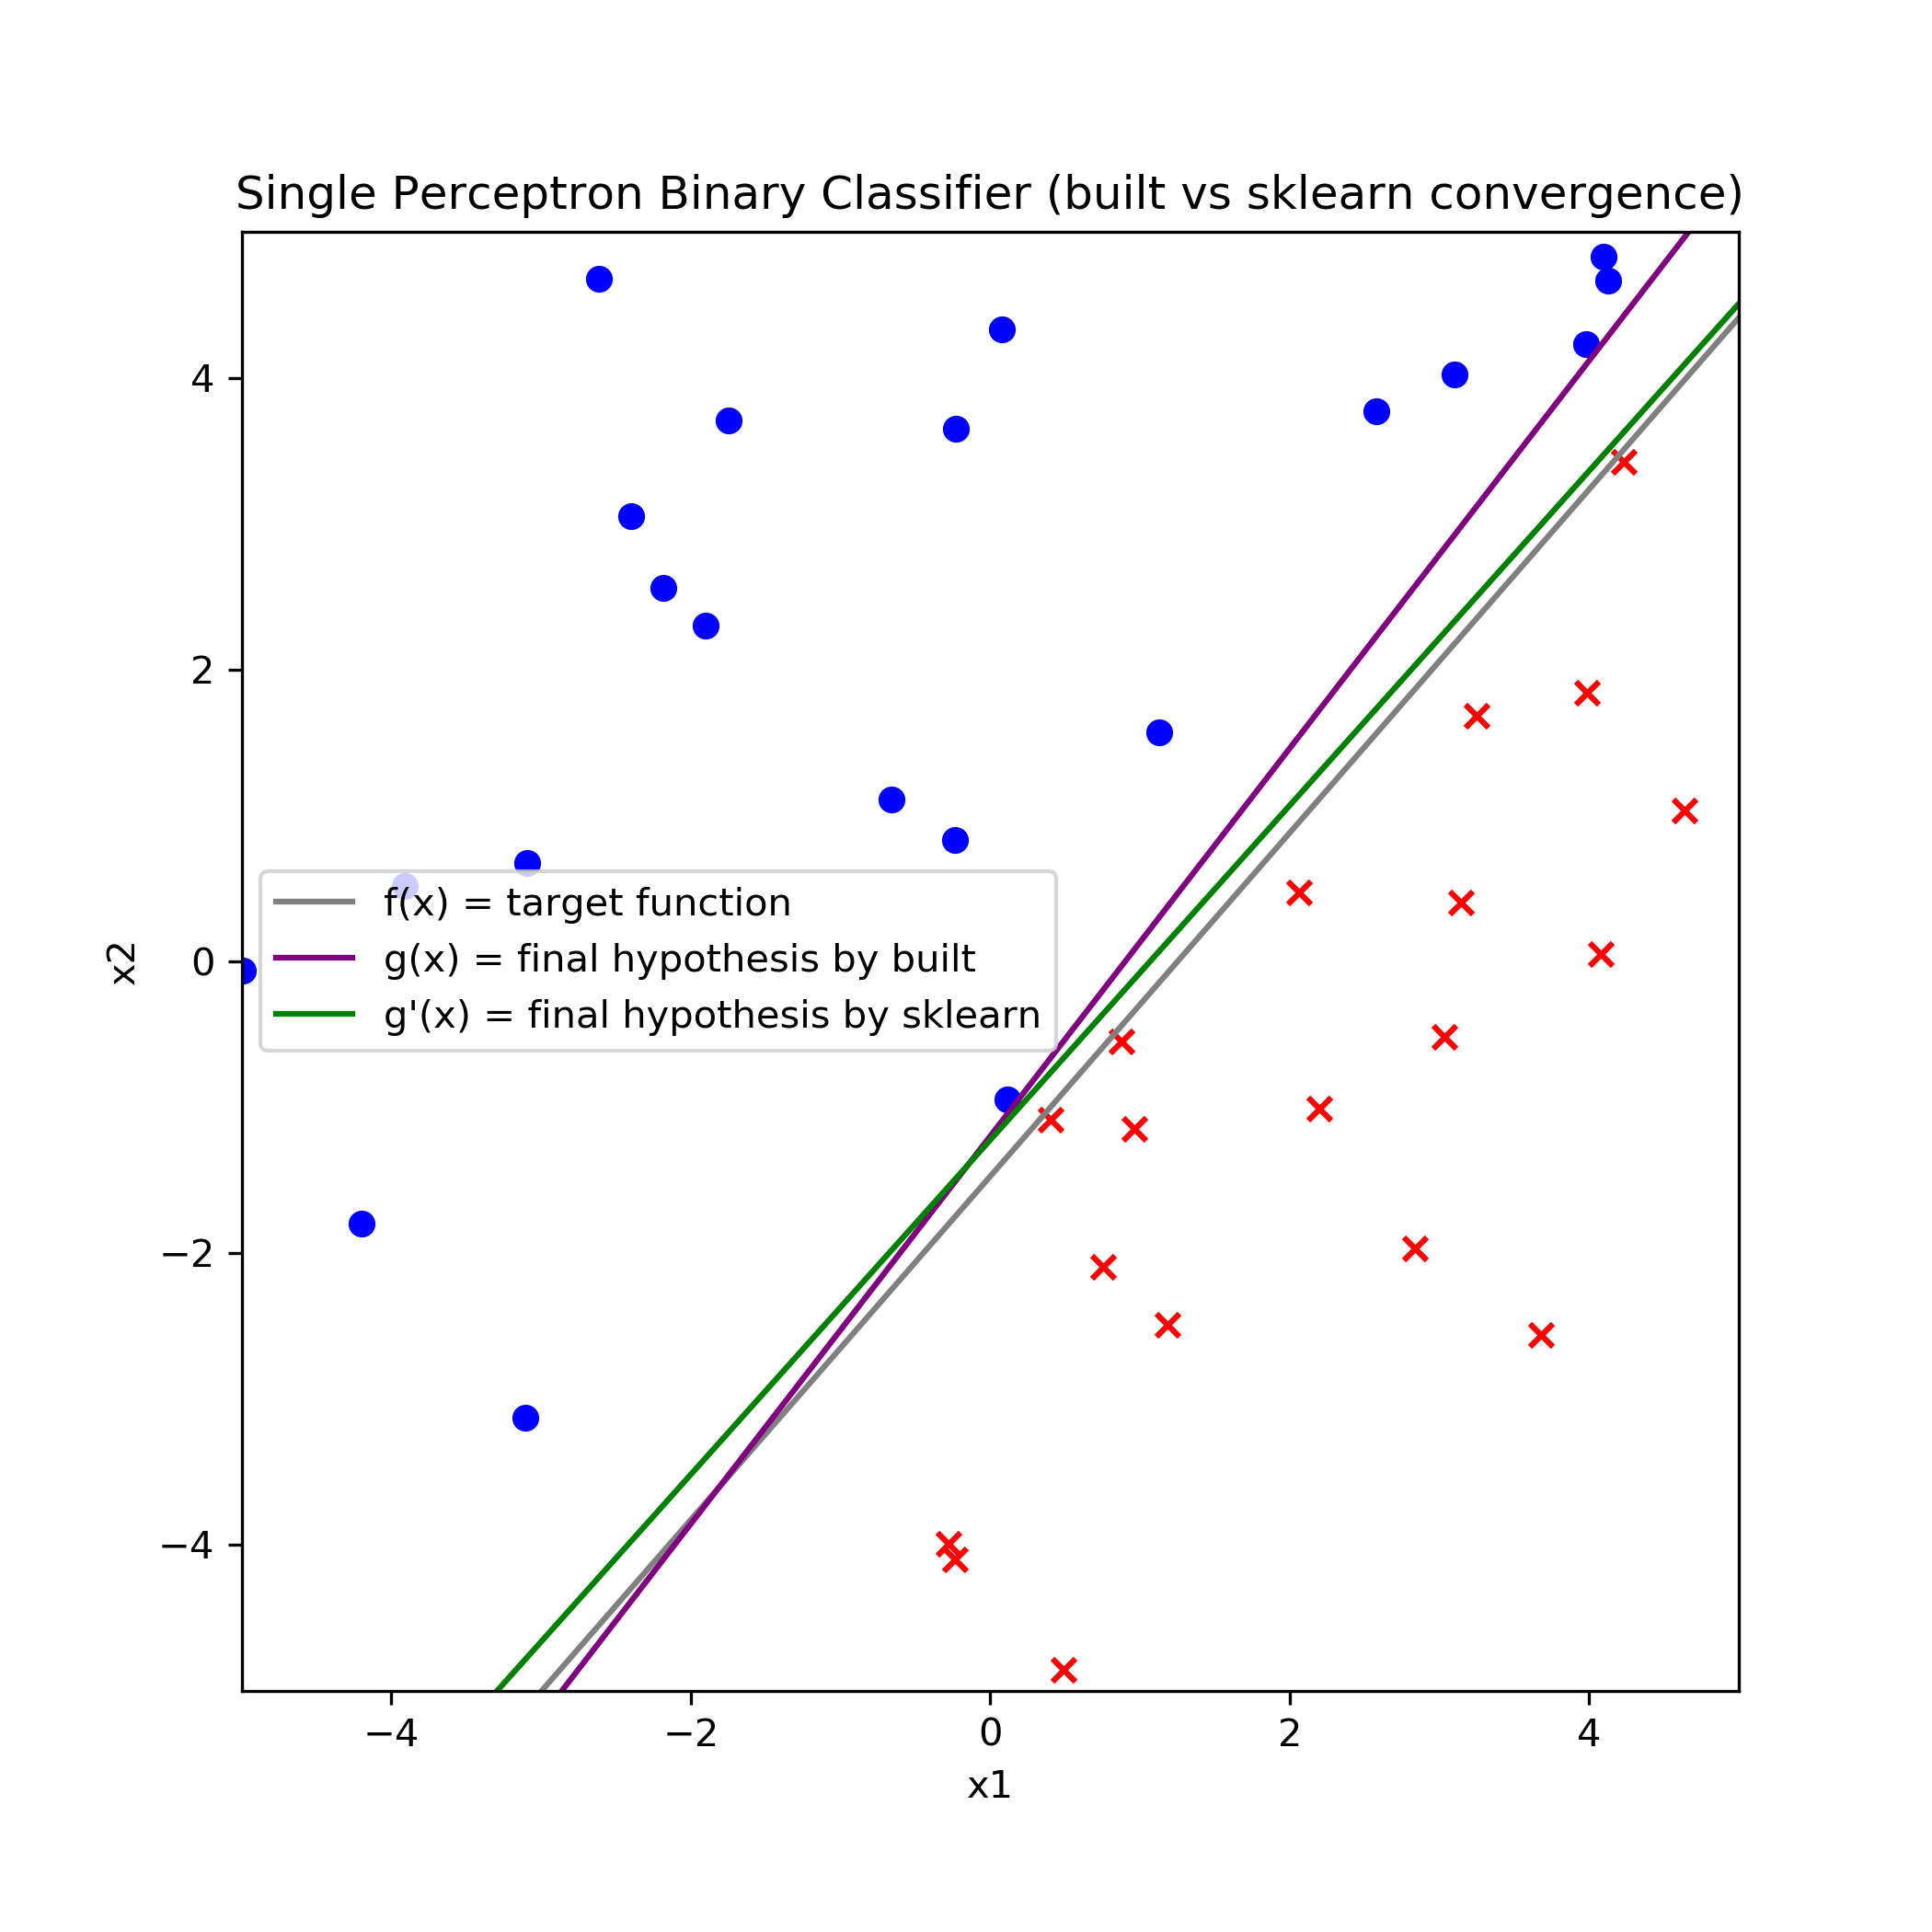 Single Perceptron Binary Classifier (built vs sklearn convergence)
4
2
0
−2
−4
x2
f(x) = target function
g(x) = final hypothesis by built
g'(x) = final hypothesis by sklearn
−4 −2 0 2 4
x1